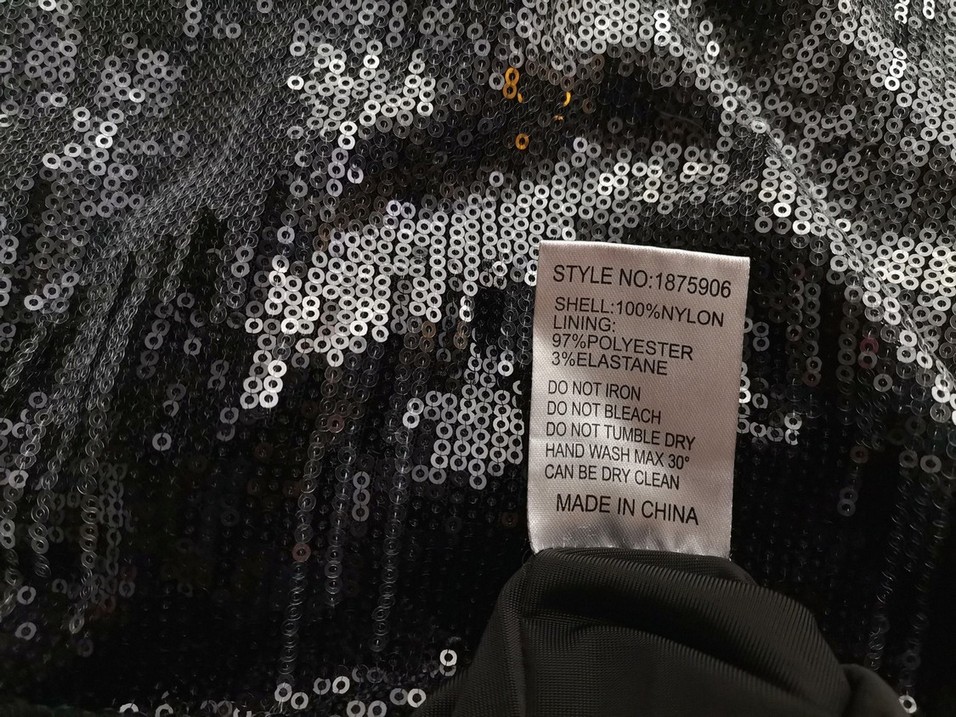 STYLE NO:1875906
SHELL:100%NYLON
LINING:
97%POLYESTER
3%ELASTANE
DO NOT IRON
DO NOT BLEACH
DO NOT TUMBLE DRY
HAND WASH MAX 30°
CAN BE DRY CLEAN
MADE IN CHINA